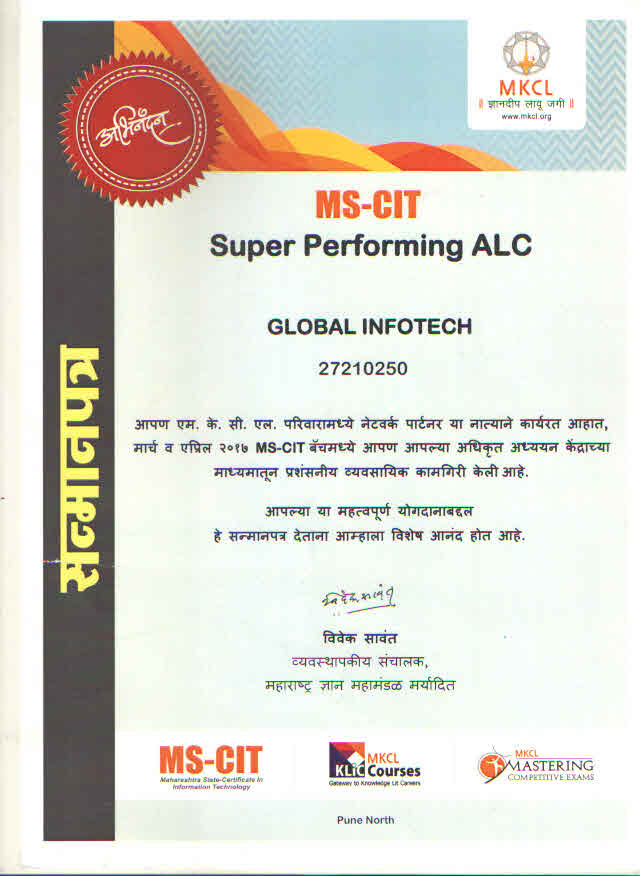 अभिनंदन
MKCL
॥ ज्ञानदीप लावू जगी ॥
www.mkcl.org
MS-CIT
Super Performing ALC
GLOBAL INFOTECH
27210250
सन्मानपत्र
आपण एम. के. सी. एल. परिवारामध्ये नेटवर्क पार्टनर या नात्याने कार्यरत आहात,
मार्च व एप्रिल २०१७ MS-CIT बॅचमध्ये आपण आपल्या अधिकृत अध्ययन केंद्राच्या
माध्यमातून प्रशंसनीय व्यवसायिक कामगिरी केली आहे.
आपल्या या महत्वपूर्ण योगदानाबद्दल
हे सन्मानपत्र देताना आम्हाला विशेष आनंद होत आहे.
विवेक सावंत
विवेक सावंत
व्यवस्थापकीय संचालक,
महाराष्ट्र ज्ञान महामंडळ मर्यादित
MS-CIT
Maharashtra State-Certificate in
Information Technology
MKCL
KLiC Courses
Gateway to Knowledge Lit Careers
MKCL
MASTERING
COMPETITIVE EXAMS
Pune North